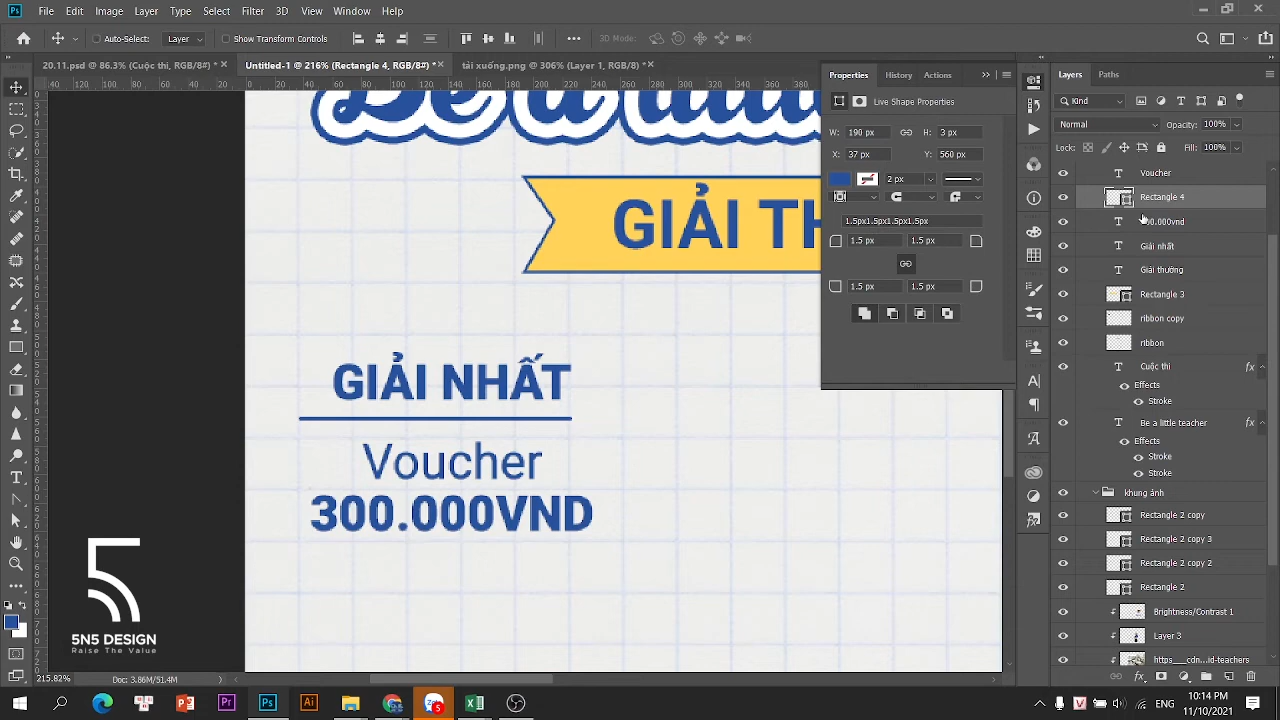 File Edit Image Layer Type Select Filter 3D View Window Help
Auto-Select: Layer Show Transform Controls 3D Mode:
20.11.psd @ 86.3% (Cuộc thi, RGB/8#) * Untitled-1 @ 216% (Rectangle 4, RGB/8#) * tải xuống.png @ 306% (Layer 1, RGB/8) *
GIẢI TH
GIẢI NHẤT
Voucher
300.000VND
5N5 DESIGN
Raise The Value
Properties History Actions
Live Shape Properties
W: 190 px H: 3 px
X: 37 px Y: 560 px
2 px
1.5px1.5px1.5px1.5px
1.5 px 1.5 px
1.5 px 1.5 px
Layers Paths
Kind
Normal Opacity: 100%
Lock: Fill: 100%
Voucher
Rectangle 4
Giải nhất
Giải thưởng
Rectangle 3
ribbon copy
ribbon
Cuộc thi fx
Effects
Stroke
Be a little teacher fx
Effects
Stroke
Stroke
khung ảnh
Rectangle 2 copy
Rectangle 2 copy 3
Rectangle 2 copy 2
Rectangle 2
Brightness/Contrast 1
Layer 1
215.82% Doc: 3.86M/51.4M
ENG 10:14 PM
11/10/2021